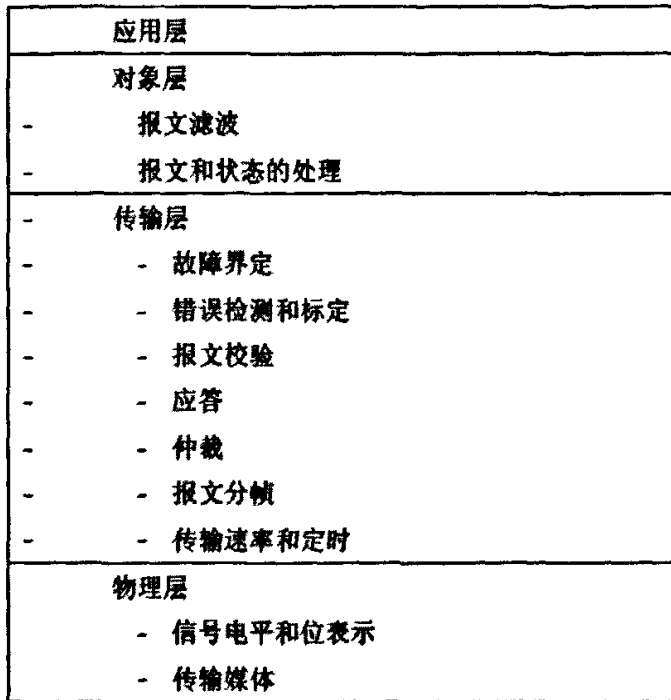 应用层
对象层
- 报文滤波
- 报文和状态的处理
- 传输层
- - 故障界定
- - 错误检测和标定
- - 报文校验
- - 应答
- - 仲裁
- - 报文分帧
- - 传输速率和定时
物理层
- 信号电平和位表示
- 传输媒体